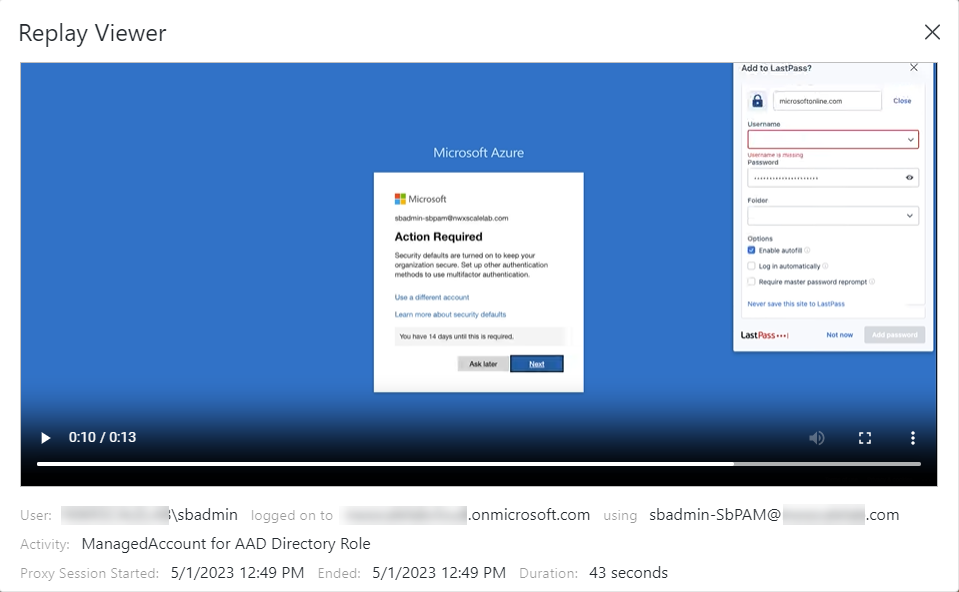 Replay Viewer
Add to LastPass?
microsoftonline.com
Close
Username
Username is missing
Password
Folder
Options
Enable autofill
Log in automatically
Require master password reprompt
Never save this site to LastPass
LastPass
Not now
Add password
Microsoft Azure
Microsoft
sbadmin-sbpam@nwxscalelab.com
Action Required
Security defaults are turned on to keep your
organization secure. Set up other authentication
methods to use multifactor authentication.
Use a different account
Learn more about security defaults
You have 14 days until this is required.
Ask later
Next
0:10 / 0:13
User: \sbadmin logged on to .onmicrosoft.com using sbadmin-SbPAM@ .com
Activity: ManagedAccount for AAD Directory Role
Proxy Session Started: 5/1/2023 12:49 PM Ended: 5/1/2023 12:49 PM Duration: 43 seconds